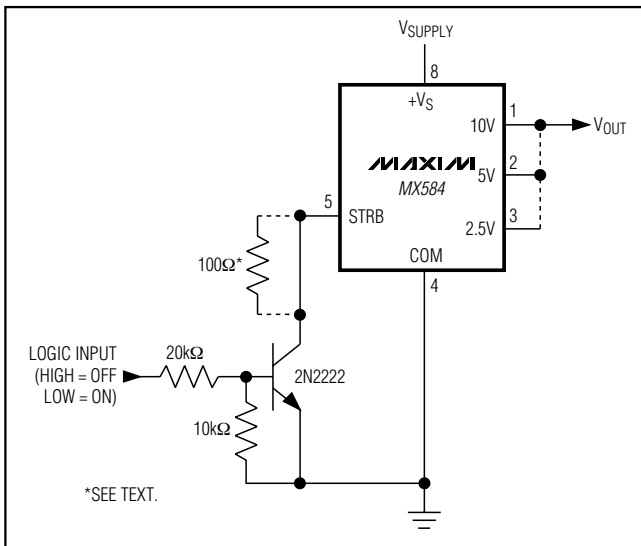 VSUPPLY
8
+VS
10V
1
VOUT
MAXIM
MX584
5V
2
5
STRB
2.5V
3
COM
4
100Ω*
LOGIC INPUT
(HIGH = OFF
LOW = ON)
20kΩ
2N2222
10kΩ
*SEE TEXT.